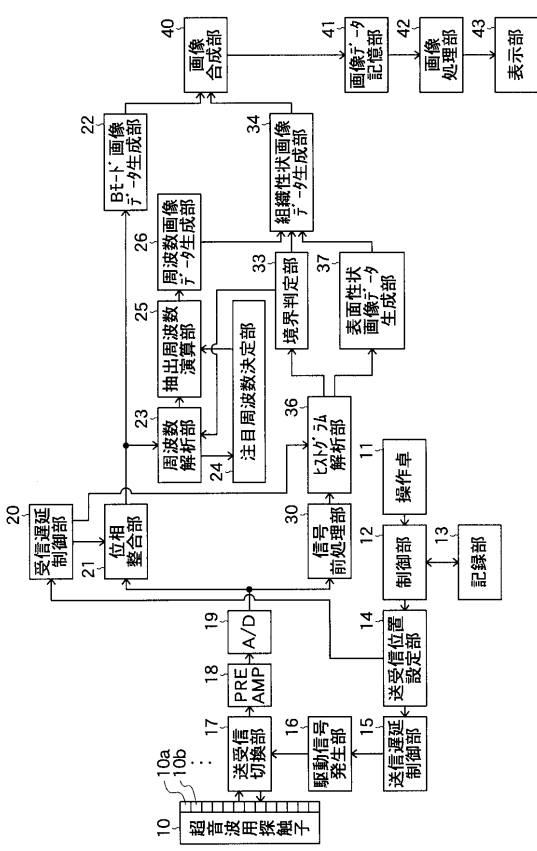 10a
10b
10
超音波用探触子
17
送受信
切換部
16
駆動信号
発生部
15
送信遅延
制御部
18
PRE
AMP
19
A/D
14
送受信位置
設定部
12
制御部
11
操作卓
13
記録部
20
受信遅延
制御部
21
位相
整合部
30
信号
前処理部
23
周波数
解析部
24
注目周波数決定部
25
抽出周波数
演算部
26
周波数画像
データ生成部
36
ヒストグラム
解析部
33
境界判定部
37
表面性状
画像データ
生成部
22
Bモード画像
データ生成部
34
組織性状画像
データ生成部
40
画像
合成部
41
画像データ
記憶部
42
画像
処理部
43
表示部